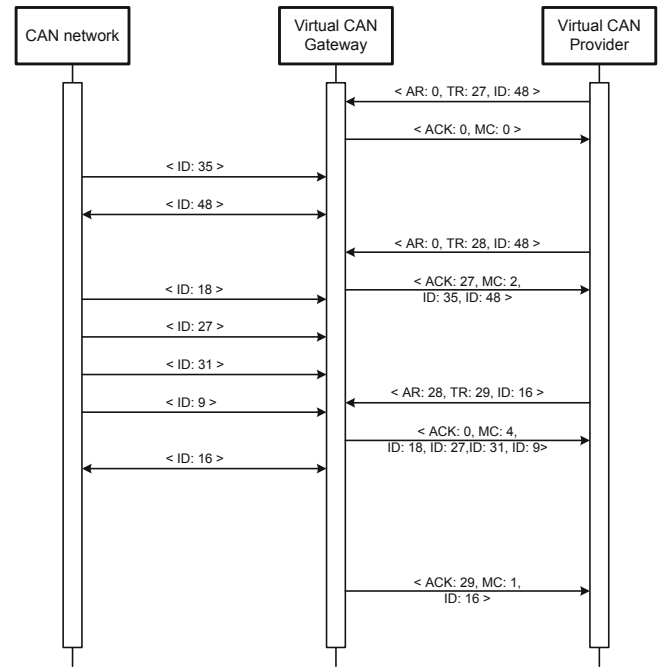 CAN network
Virtual CAN
Gateway
Virtual CAN
Provider
< AR: 0, TR: 27, ID: 48 >
< ACK: 0, MC: 0 >
< ID: 35 >
< ID: 48 >
< AR: 0, TR: 28, ID: 48 >
< ACK: 27, MC: 2,
ID: 35, ID: 48 >
< ID: 18 >
< ID: 27 >
< ID: 31 >
< AR: 28, TR: 29, ID: 16 >
< ID: 9 >
< ACK: 0, MC: 4,
ID: 18, ID: 27,ID: 31, ID: 9>
< ID: 16 >
< ACK: 29, MC: 1,
ID: 16 >